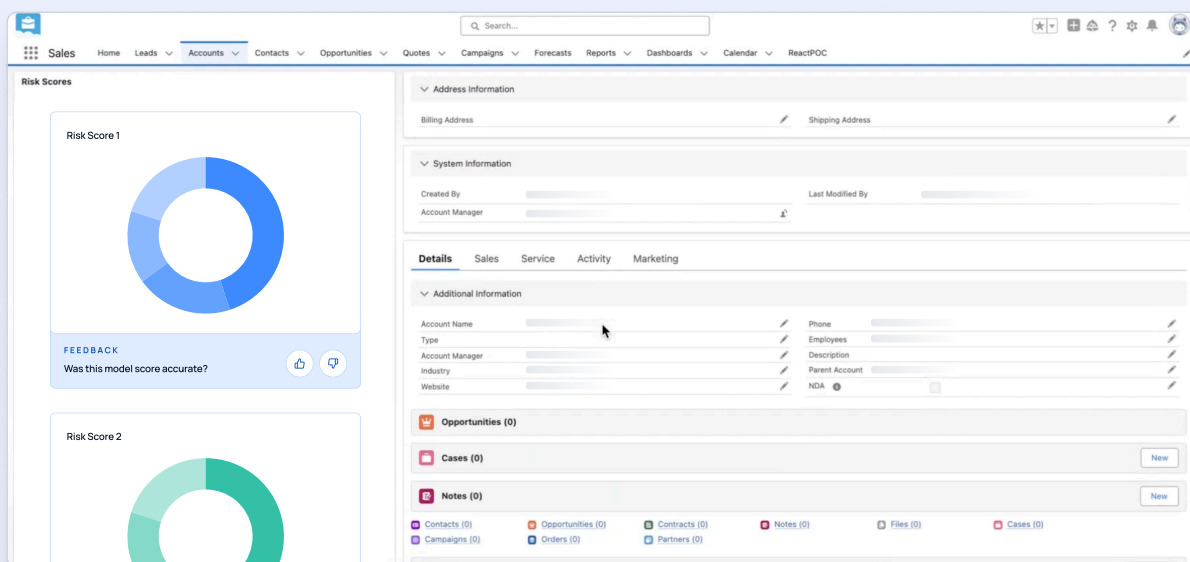 Search...
Sales
Home
Leads
Accounts
Contacts
Opportunities
Quotes
Campaigns
Forecasts
Reports
Dashboards
Calendar
ReactPOC
Risk Scores
Risk Score 1
FEEDBACK
Was this model score accurate?
Risk Score 2
Address Information
Billing Address
Shipping Address
System Information
Created By
Last Modified By
Account Manager
Details
Sales
Service
Activity
Marketing
Additional Information
Account Name
Phone
Type
Employees
Account Manager
Description
Industry
Parent Account
Website
NDA
Opportunities (0)
Cases (0)
New
Notes (0)
New
Contacts (0)
Opportunities (0)
Contracts (0)
Notes (0)
Files (0)
Cases (0)
Campaigns (0)
Orders (0)
Partners (0)